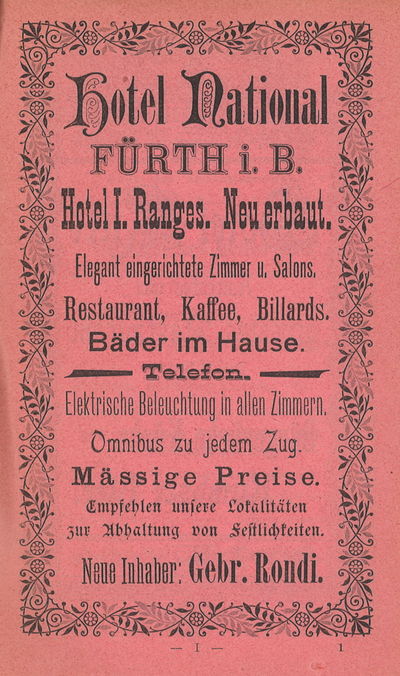 Hotel National
FÜRTH i. B.
Hotel I. Ranges. Neu erbaut.
Elegant eingerichtete Zimmer u. Salons.
Restaurant, Kaffee, Billards.
Bäder im Hause.
Telefon.
Elektrische Beleuchtung in allen Zimmern.
Omnibus zu jedem Zug.
Mässige Preise.
Empfehlen unsere Lokalitäten
zur Abhaltung von Festlichkeiten.
Neue Inhaber: Gebr. Rondi.
— I — 1